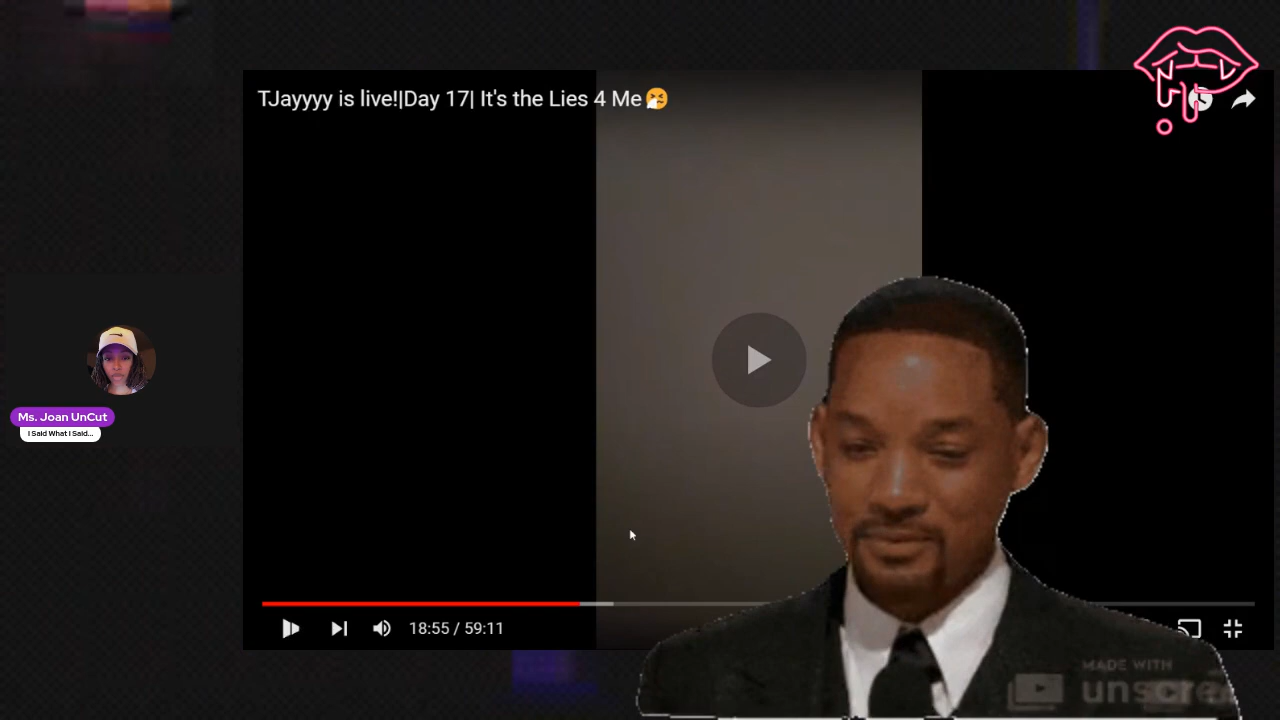 TJayyyy is live!|Day 17| It's the Lies 4 Me🤧
Ms. Joan UnCut
I Said What I Said...
18:55 / 59:11
MADE WITH
unscre